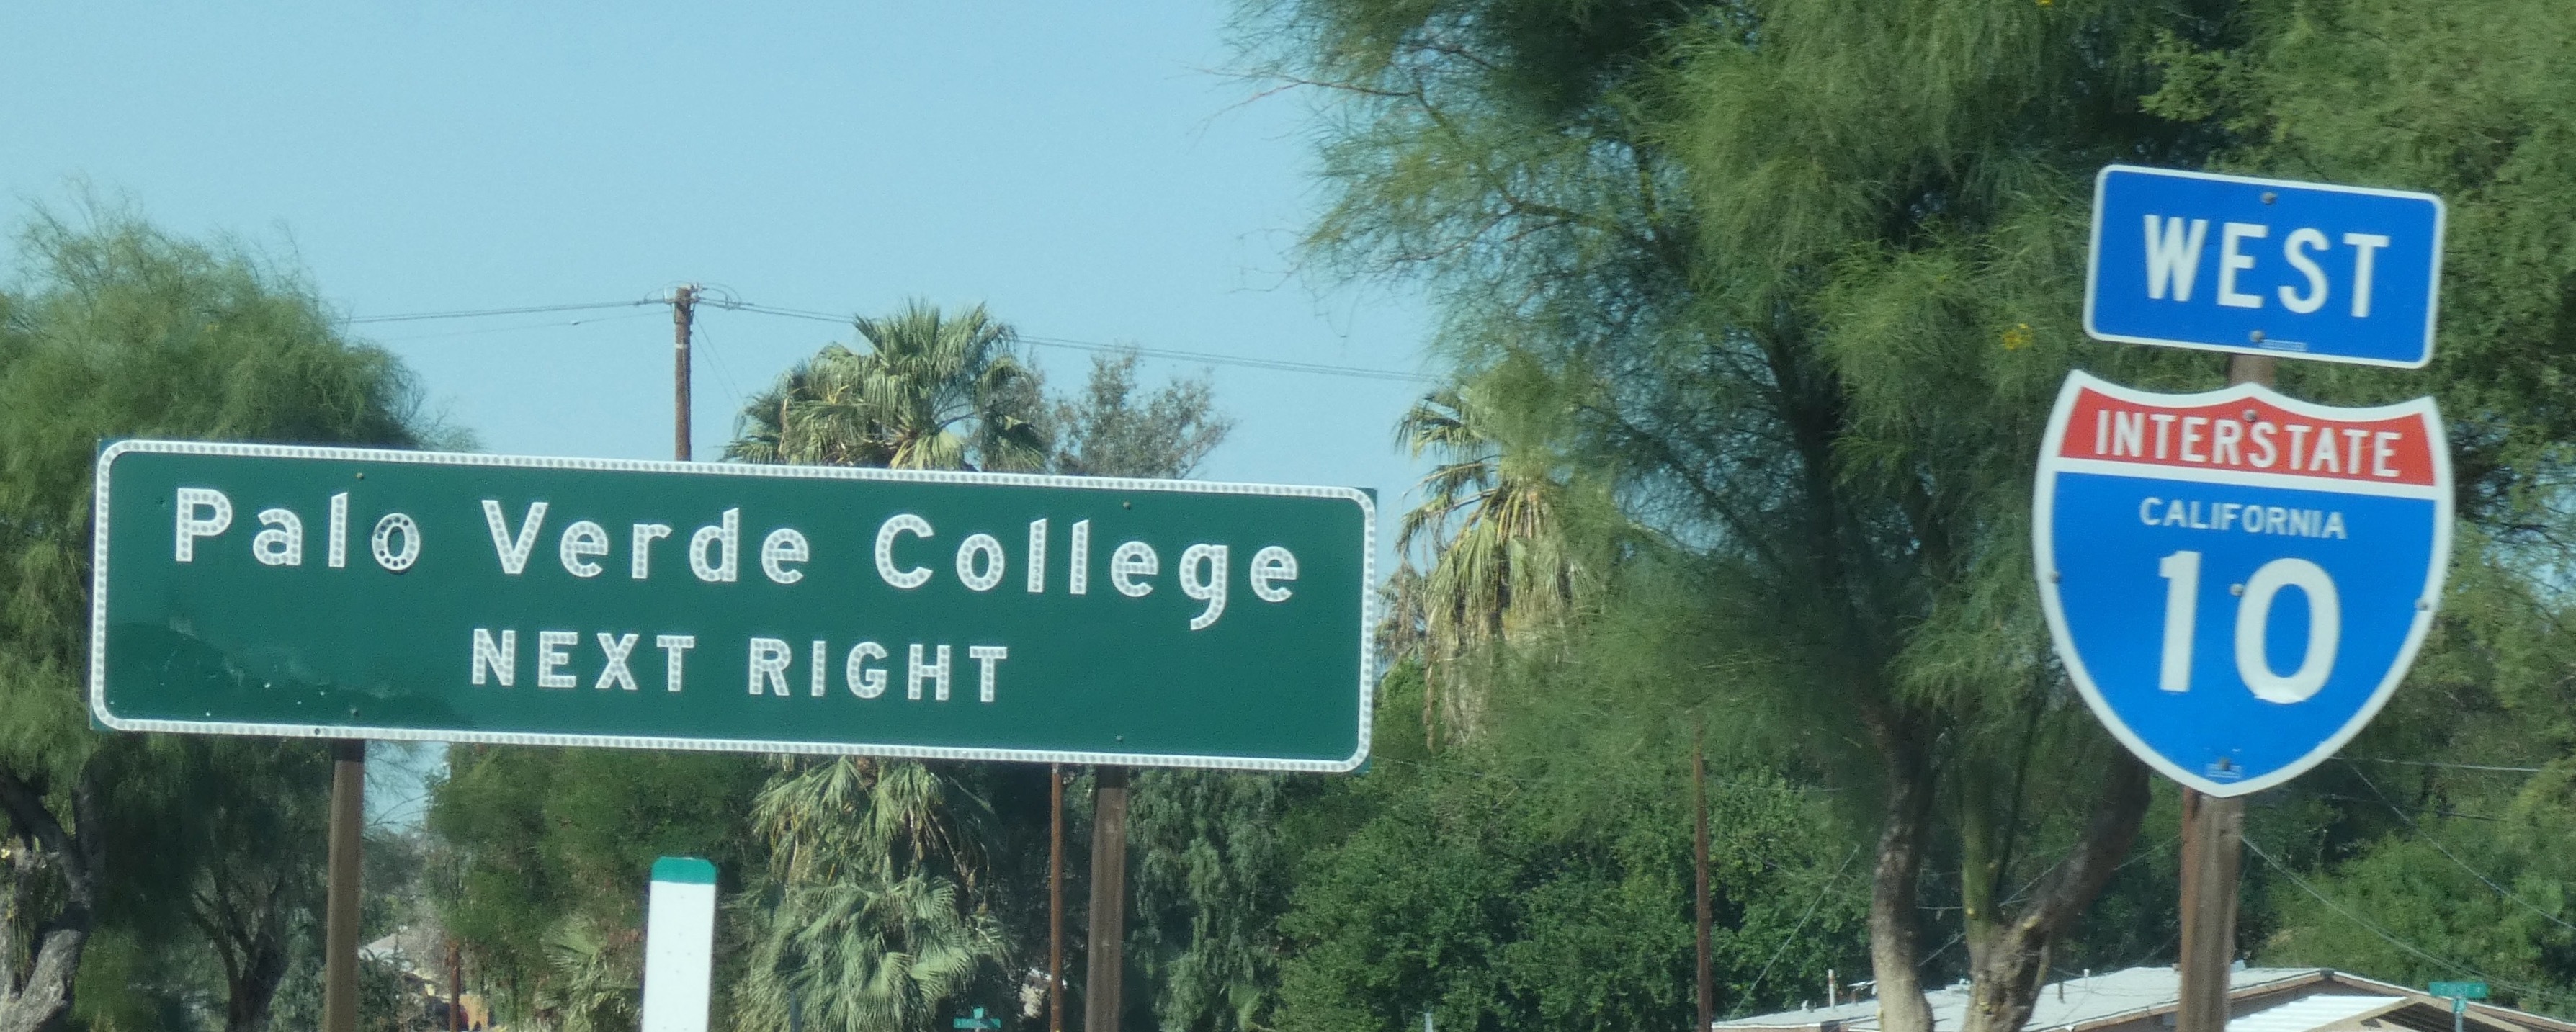 Palo Verde College
NEXT RIGHT
WEST
INTERSTATE
CALIFORNIA
10